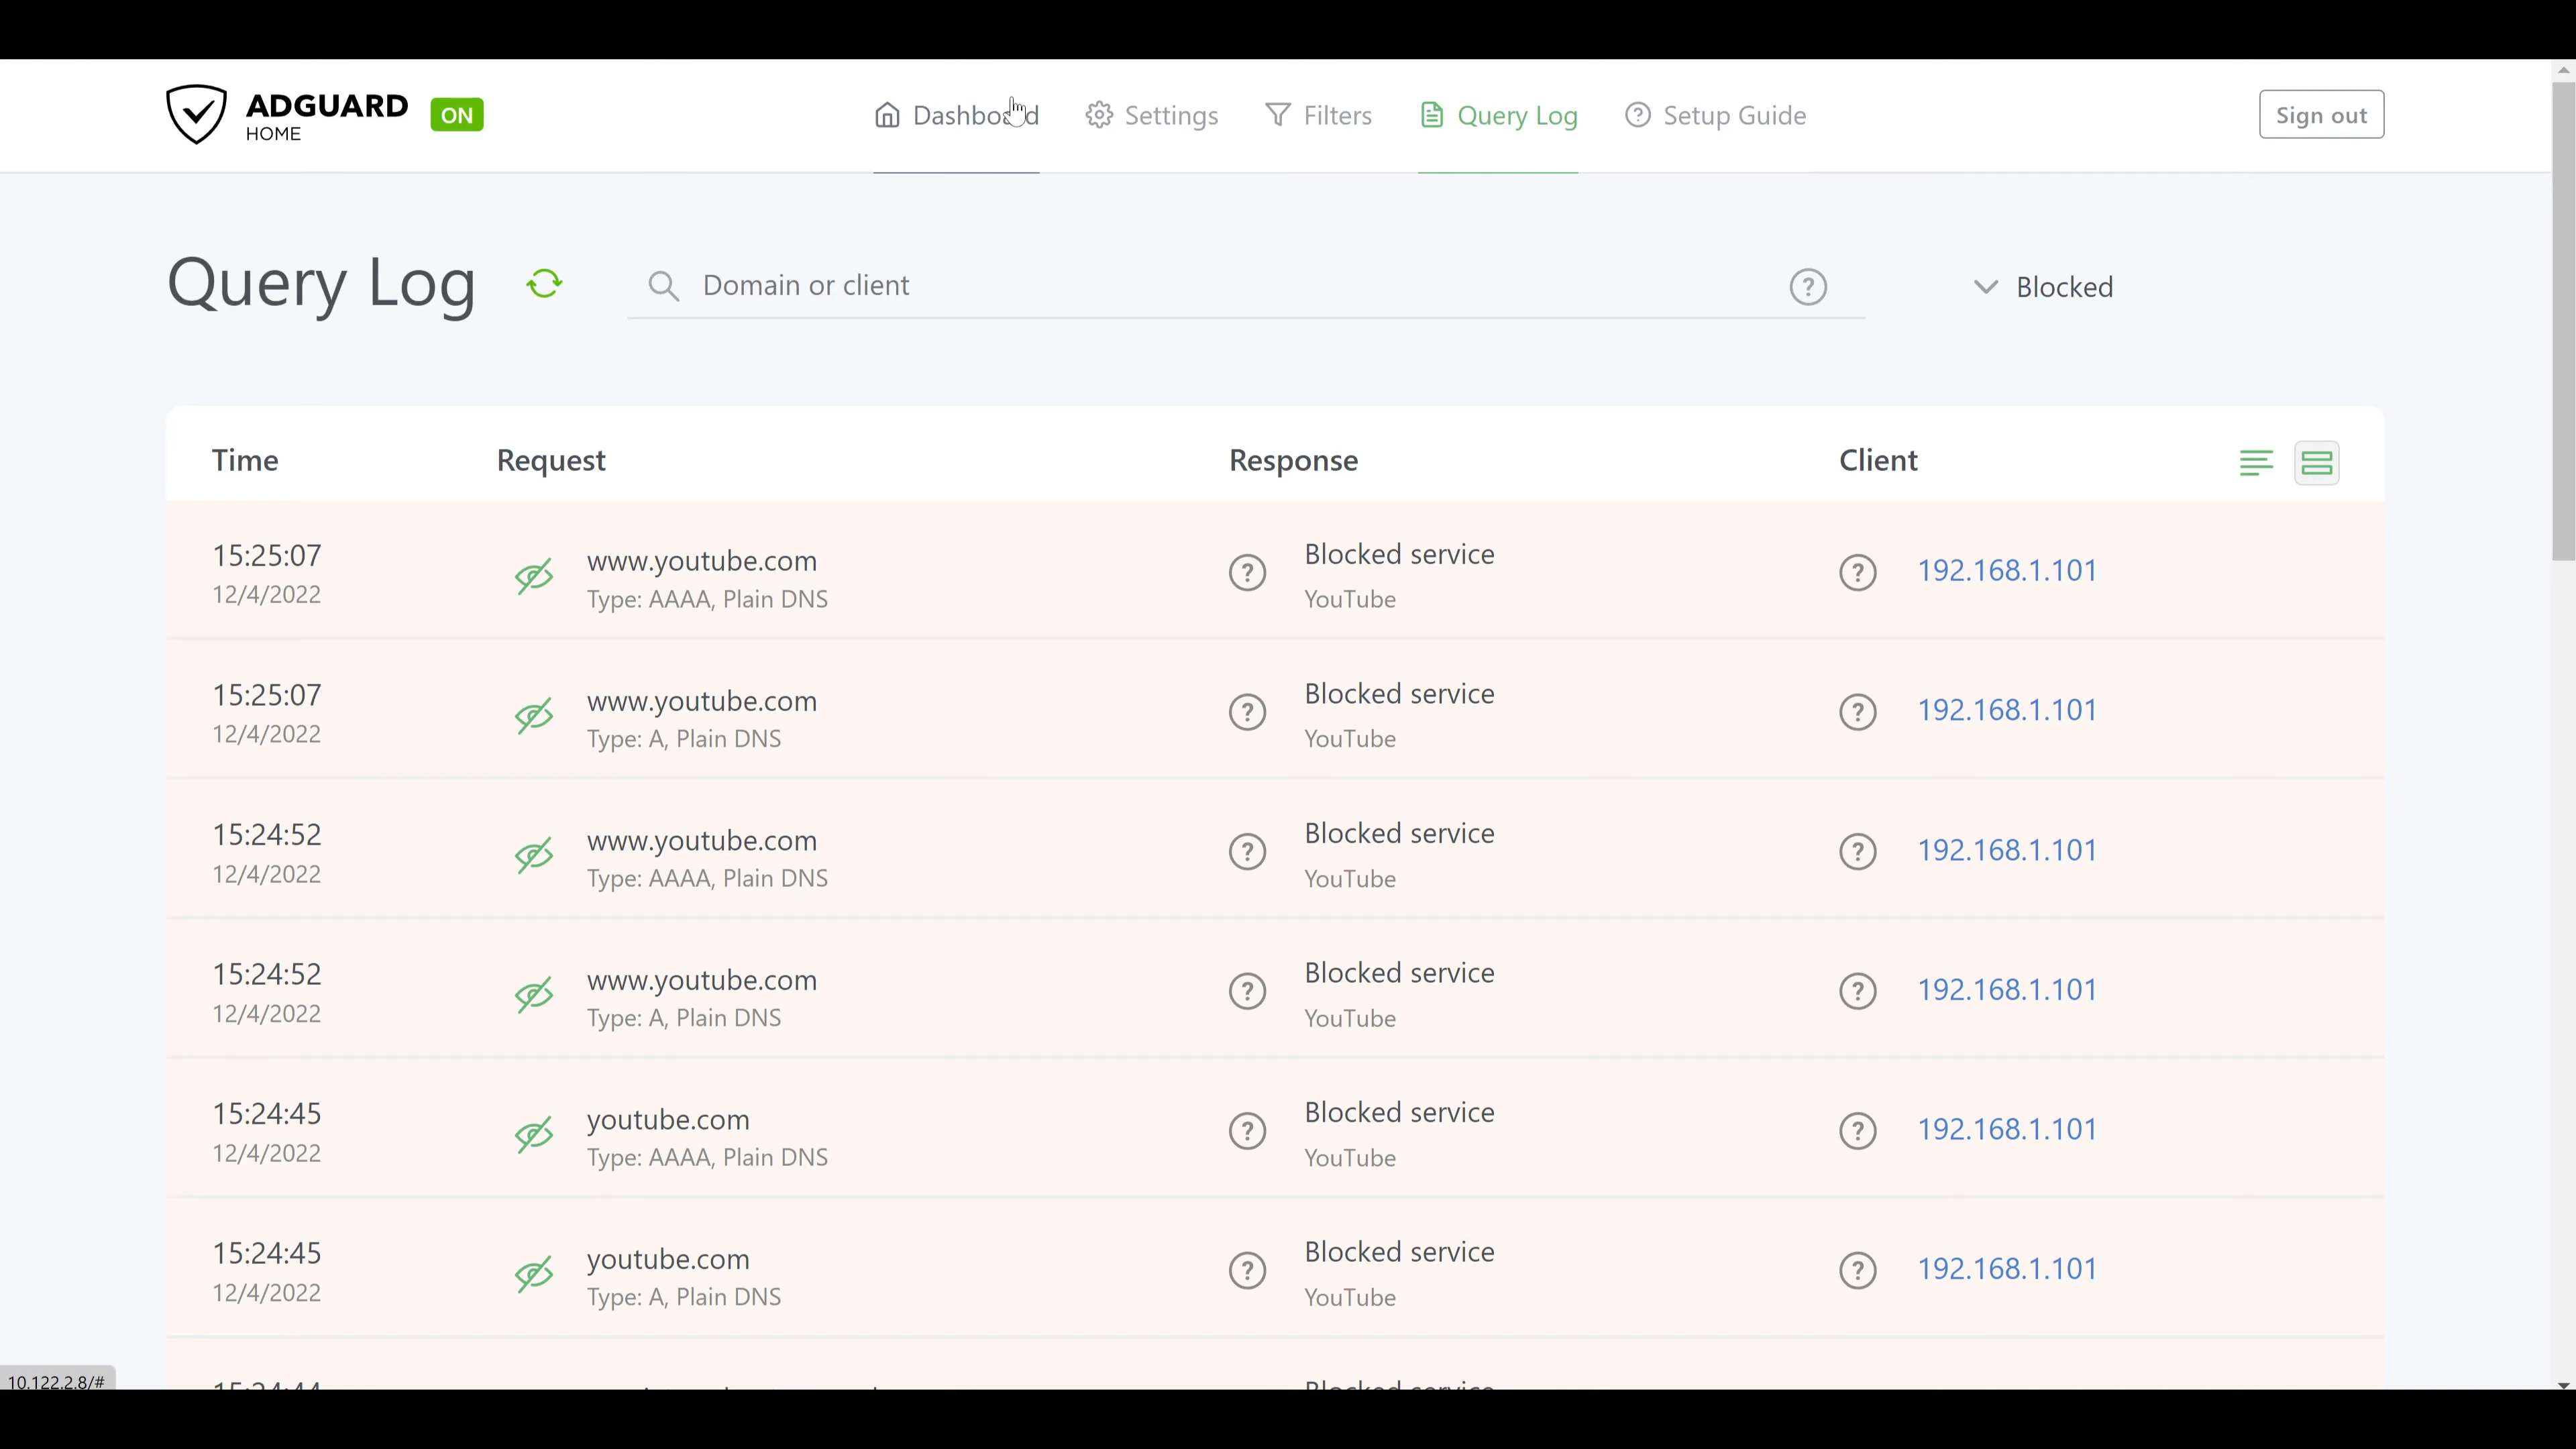 ADGUARD
HOME
ON
Dashboard
Settings
Filters
Query Log
Setup Guide
Sign out
Query Log
Domain or client
?
Blocked
Time Request Response Client
15:25:07 www.youtube.com ? Blocked service ? 192.168.1.101
12/4/2022 Type: AAAA, Plain DNS YouTube
15:25:07 www.youtube.com ? Blocked service ? 192.168.1.101
12/4/2022 Type: A, Plain DNS YouTube
15:24:52 www.youtube.com ? Blocked service ? 192.168.1.101
12/4/2022 Type: AAAA, Plain DNS YouTube
15:24:52 www.youtube.com ? Blocked service ? 192.168.1.101
12/4/2022 Type: A, Plain DNS YouTube
15:24:45 youtube.com ? Blocked service ? 192.168.1.101
12/4/2022 Type: AAAA, Plain DNS YouTube
15:24:45 youtube.com ? Blocked service ? 192.168.1.101
12/4/2022 Type: A, Plain DNS YouTube
15:24:44 Blocked service
10.122.2.8/#